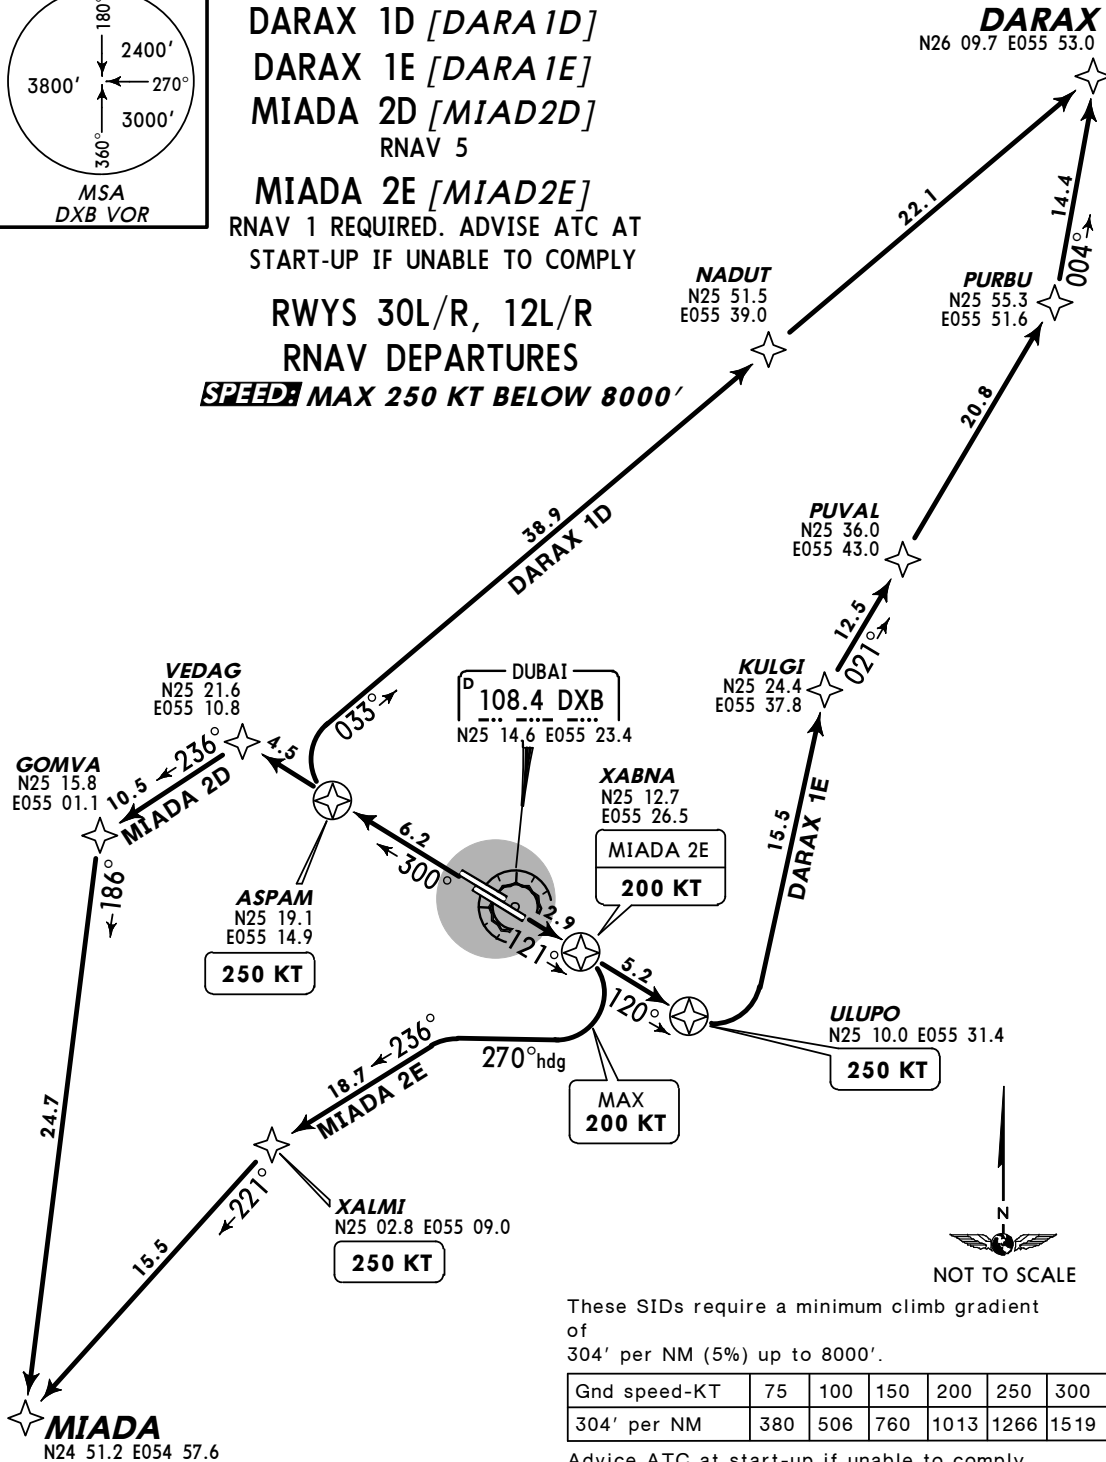 180°
2400'
3800'
270°
3000'
360°
MSA
DXB VOR
DARAX 1D [DARA1D]
DARAX 1E [DARA1E]
MIADA 2D [MIAD2D]
RNAV 5
MIADA 2E [MIAD2E]
RNAV 1 REQUIRED. ADVISE ATC AT
START-UP IF UNABLE TO COMPLY
RWYS 30L/R, 12L/R
RNAV DEPARTURES
SPEED: MAX 250 KT BELOW 8000'
DARAX
N26 09.7 E055 53.0
22.1
14.4
004°
NADUT
N25 51.5
E055 39.0
PURBU
N25 55.3
E055 51.6
20.8
38.9
DARAX 1D
PUVAL
N25 36.0
E055 43.0
12.5
021°
KULGI
N25 24.4
E055 37.8
VEDAG
N25 21.6
E055 10.8
033°
DUBAI
D
108.4 DXB
N25 14.6 E055 23.4
GOMVA
N25 15.8
E055 01.1
236°
10.5
MIADA 2D
4.5
XABNA
N25 12.7
E055 26.5
MIADA 2E
200 KT
15.5
DARAX 1E
6.2
300°
186°
ASPAM
N25 19.1
E055 14.9
250 KT
2.9
121°
5.2
120°
ULUPO
N25 10.0 E055 31.4
250 KT
236°
18.7
MIADA 2E
270°hdg
MAX
200 KT
24.7
221°
15.5
XALMI
N25 02.8 E055 09.0
250 KT
N
NOT TO SCALE
These SIDs require a minimum climb gradient
of
304' per NM (5%) up to 8000'.
Gnd speed-KT 75 100 150 200 250 300
304' per NM 380 506 760 1013 1266 1519
Advice ATC at start-up if unable to comply
MIADA
N24 51.2 E054 57.6